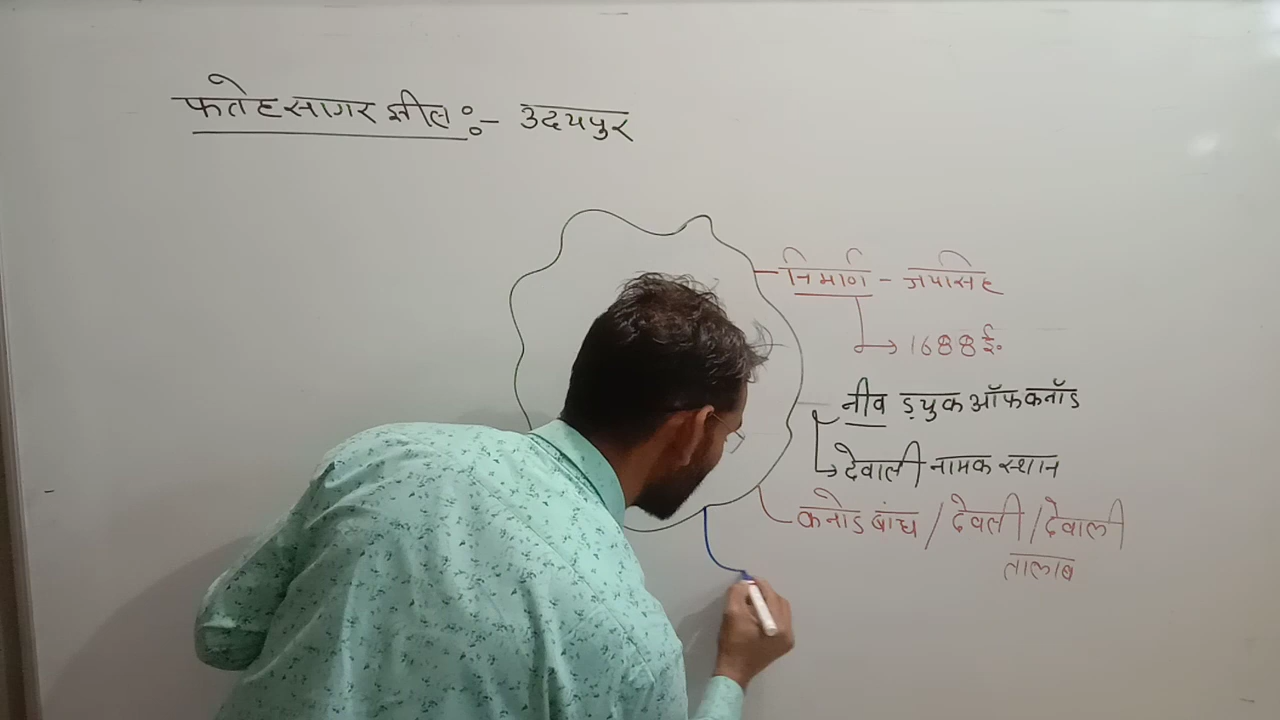 फतेहसागर झील :- उदयपुर
निर्माण - जयसिंह
→ 1688 ई॰
नीव ड्युक ऑफ कनॉड
→ देवाली नामक स्थान
कनोड बांध / देवली / देवाली
तालाब